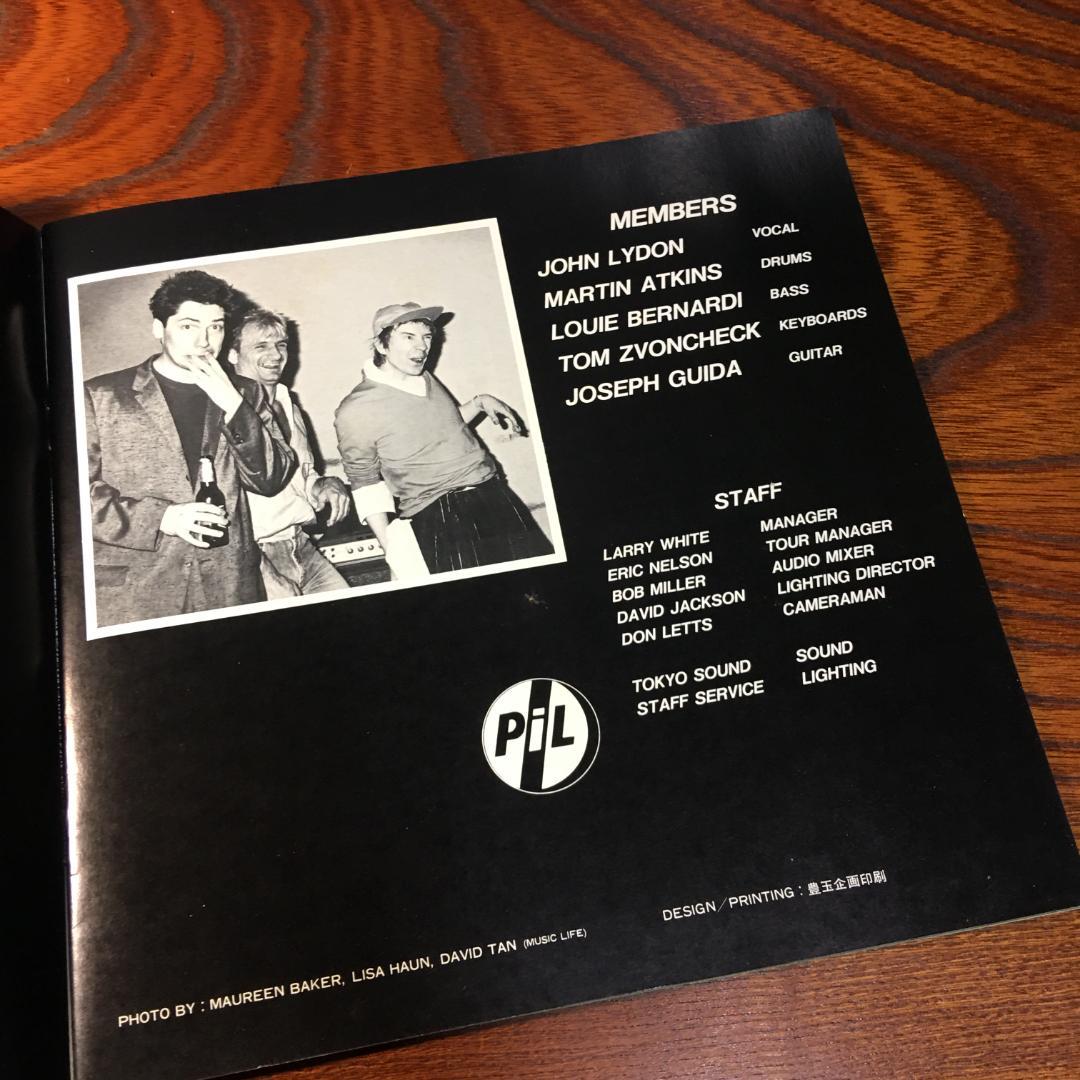 MEMBERS
JOHN LYDON VOCAL
MARTIN ATKINS DRUMS
LOUIE BERNARDI BASS
TOM ZVONCHECK KEYBOARDS
JOSEPH GUIDA GUITAR
STAFF
LARRY WHITE MANAGER
ERIC NELSON TOUR MANAGER
BOB MILLER AUDIO MIXER
DAVID JACKSON LIGHTING DIRECTOR
DON LETTS CAMERAMAN
TOKYO SOUND SOUND
STAFF SERVICE LIGHTING
PiL
DESIGN/PRINTING:豊玉企画印刷
PHOTO BY : MAUREEN BAKER, LISA HAUN, DAVID TAN (MUSIC LIFE)